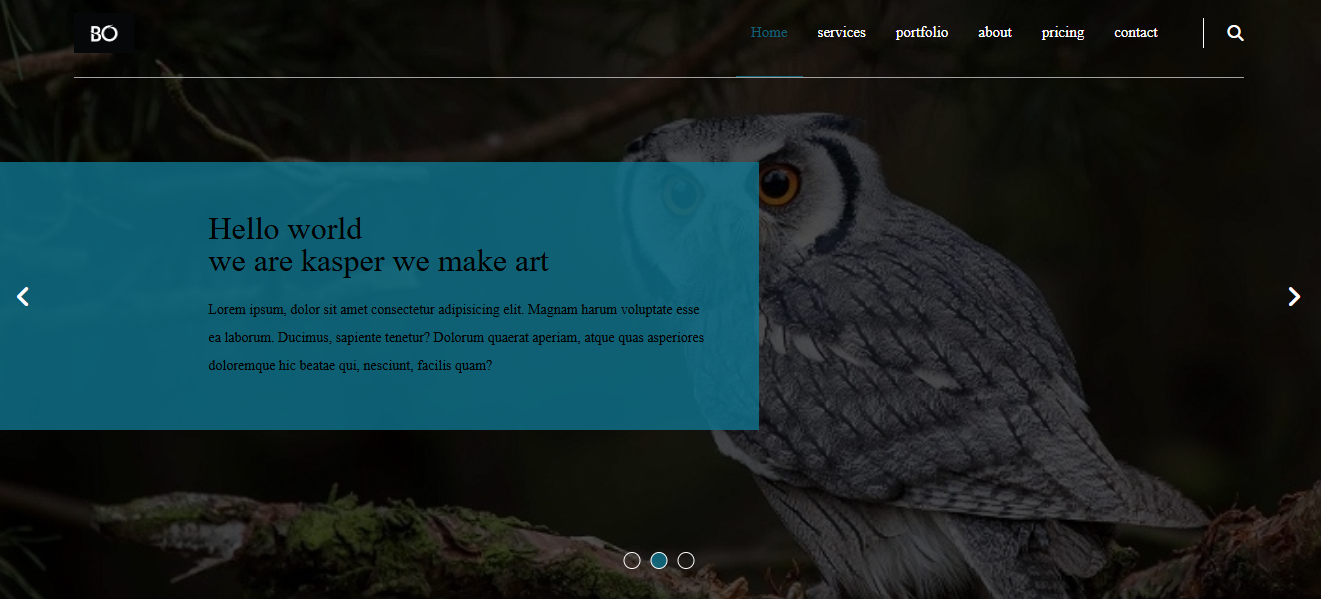 BO
Home services portfolio about pricing contact
Hello world
we are kasper we make art
Lorem ipsum, dolor sit amet consectetur adipisicing elit. Magnam harum voluptate esse
ea laborum. Ducimus, sapiente tenetur? Dolorum quaerat aperiam, atque quas asperiores
doloremque hic beatae qui, nesciunt, facilis quam?